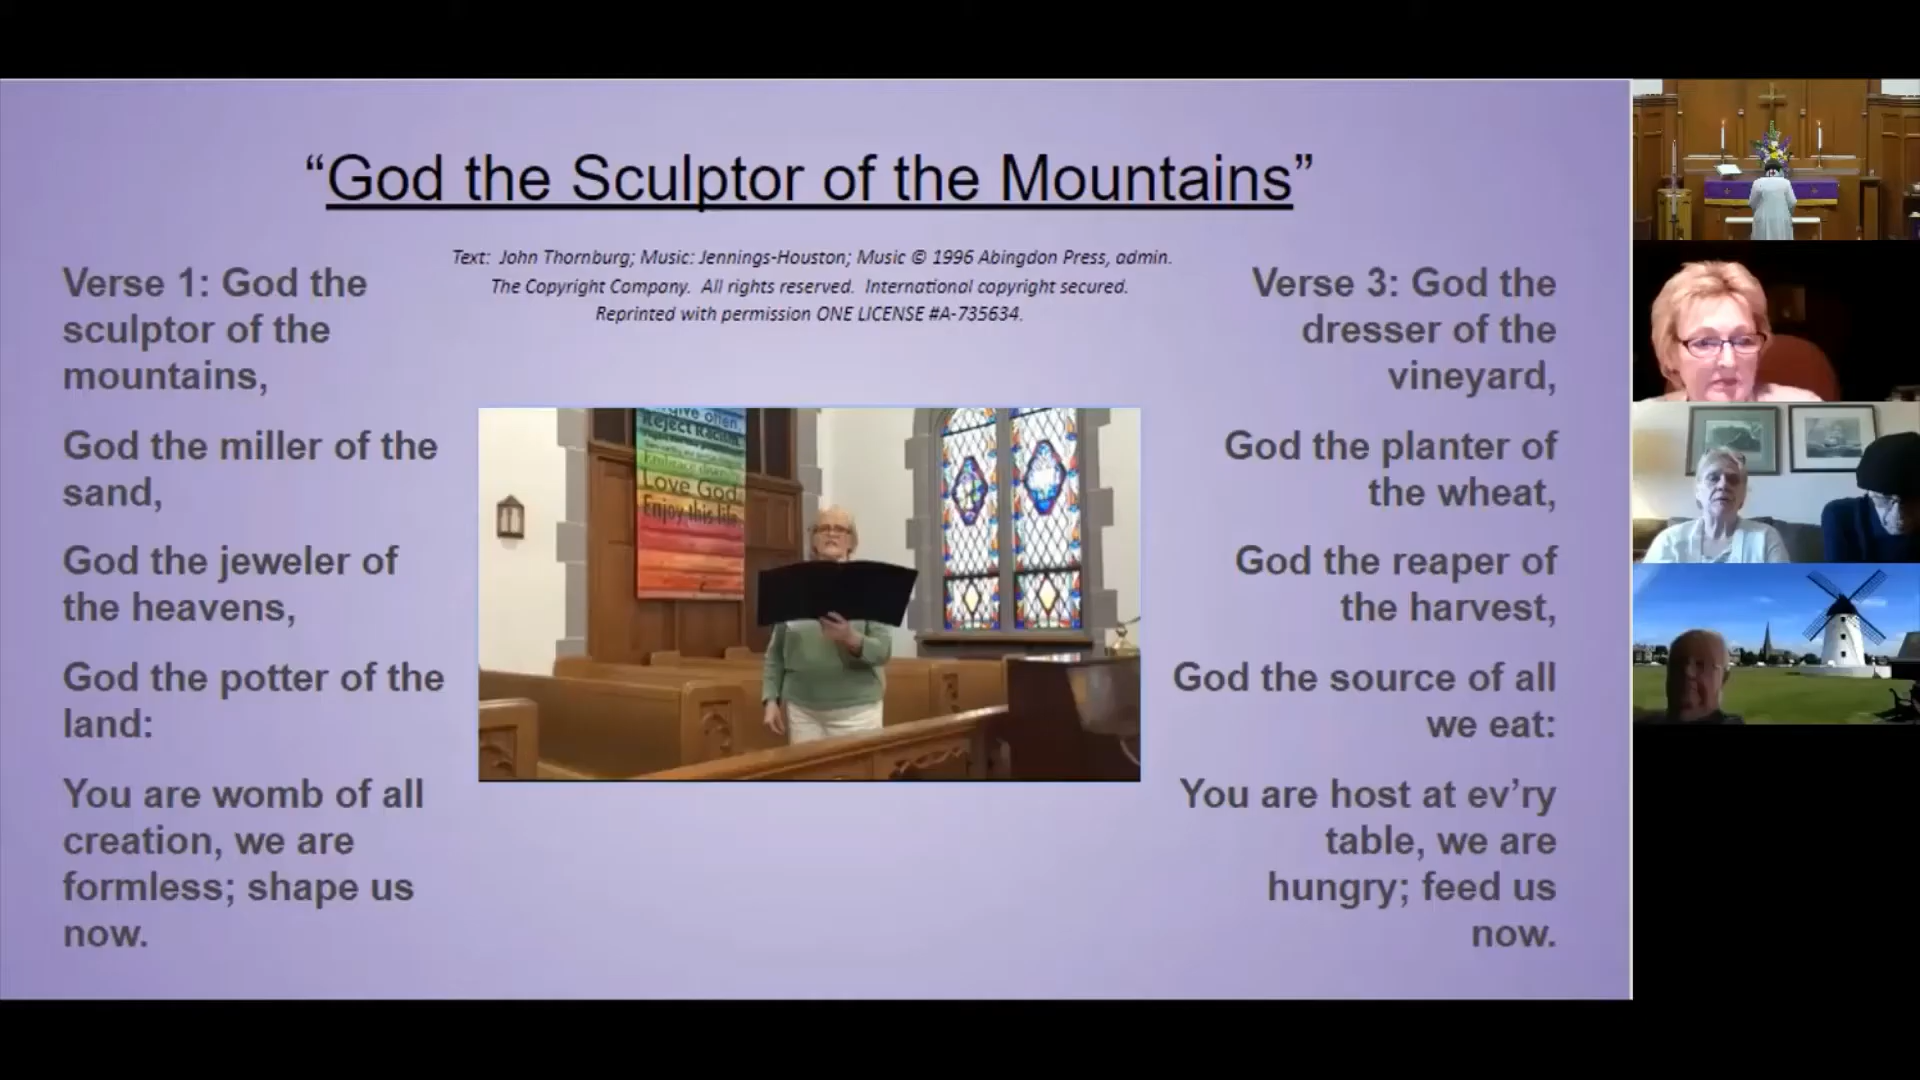 “God the Sculptor of the Mountains”
Text: John Thornburg; Music: Jennings-Houston; Music © 1996 Abingdon Press, admin.
The Copyright Company. All rights reserved. International copyright secured.
Reprinted with permission ONE LICENSE #A-735634.
Verse 1: God the
sculptor of the
mountains,
God the miller of the
sand,
God the jeweler of
the heavens,
God the potter of the
land:
You are womb of all
creation, we are
formless; shape us
now.
give often.
Reject Racism
Love God.
Enjoy this life.
Verse 3: God the
dresser of the
vineyard,
God the planter of
the wheat,
God the reaper of
the harvest,
God the source of all
we eat:
You are host at ev’ry
table, we are
hungry; feed us
now.